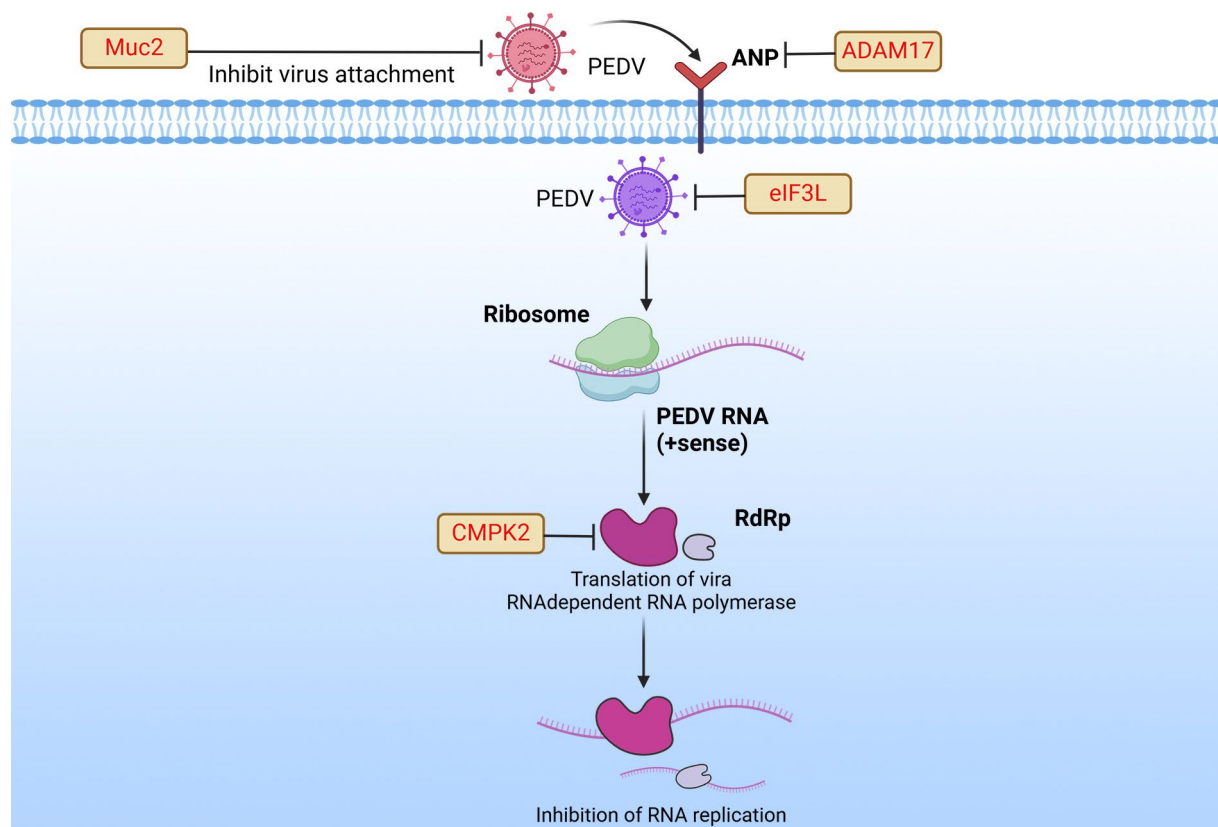 Muc2
Inhibit virus attachment
PEDV
ANP
ADAM17
PEDV
eIF3L
Ribosome
PEDV RNA
(+sense)
CMPK2
RdRp
Translation of vira
RNAdependent RNA polymerase
Inhibition of RNA replication